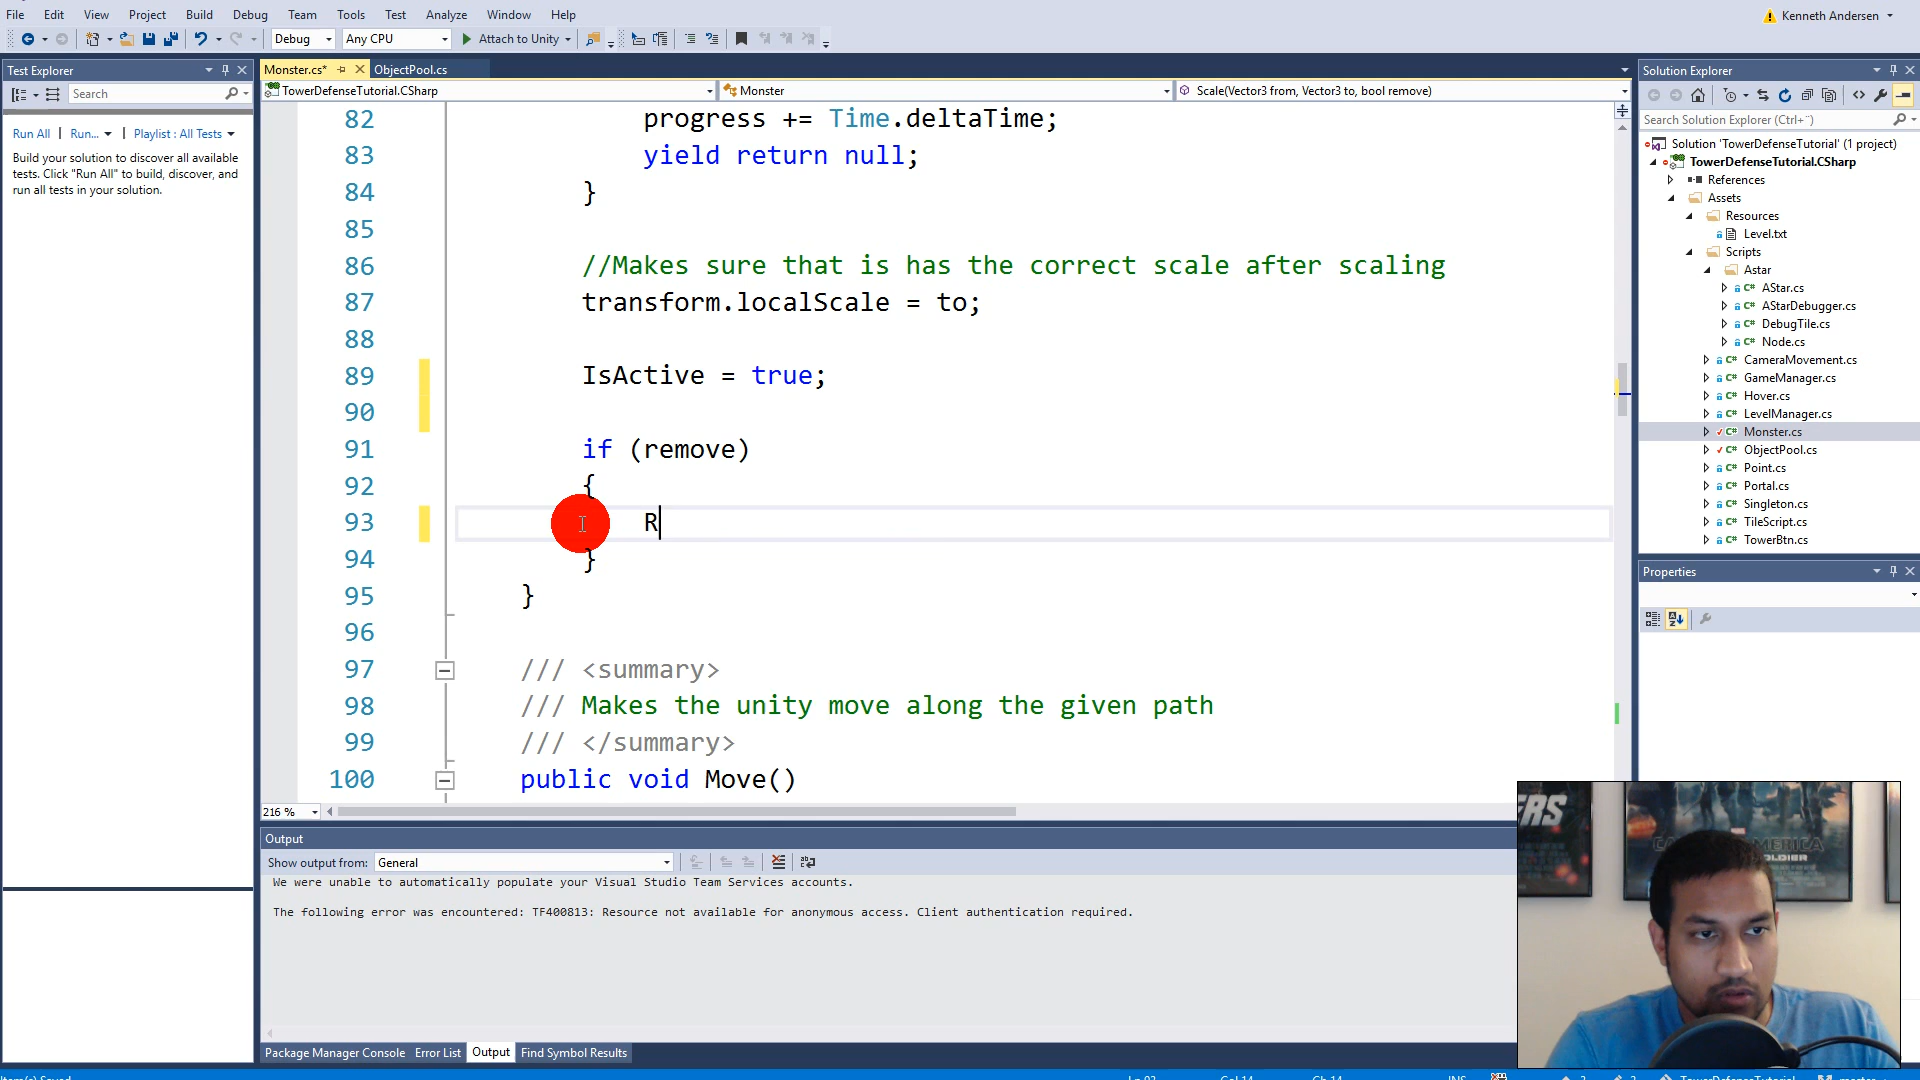 File Edit View Project Build Debug Team Tools Test Analyze Window Help
Kenneth Andersen
Debug Any CPU Attach to Unity
Test Explorer
Search
Run All | Run... | Playlist : All Tests
Build your solution to discover all available
tests. Click "Run All" to build, discover, and
run all tests in your solution.
Monster.cs* ObjectPool.cs
TowerDefenseTutorial.CSharp Monster Scale(Vector3 from, Vector3 to, bool remove)
82 progress += Time.deltaTime;
83 yield return null;
84 }
85
86 //Makes sure that is has the correct scale after scaling
87 transform.localScale = to;
88
89 IsActive = true;
90
91 if (remove)
92 {
93 R
94 }
95 }
96
97 /// <summary>
98 /// Makes the unity move along the given path
99 /// </summary>
100 public void Move()
216 %
Output
Show output from: General
We were unable to automatically populate your Visual Studio Team Services accounts.
The following error was encountered: TF400813: Resource not available for anonymous access. Client authentication required.
Package Manager Console Error List Output Find Symbol Results
Solution Explorer
Search Solution Explorer (Ctrl+¨)
Solution 'TowerDefenseTutorial' (1 project)
TowerDefenseTutorial.CSharp
References
Assets
Resources
Level.txt
Scripts
Astar
C# AStar.cs
C# AStarDebugger.cs
C# DebugTile.cs
C# Node.cs
C# CameraMovement.cs
C# GameManager.cs
C# Hover.cs
C# LevelManager.cs
C# Monster.cs
C# ObjectPool.cs
C# Point.cs
C# Portal.cs
C# Singleton.cs
C# TileScript.cs
C# TowerBtn.cs
Properties